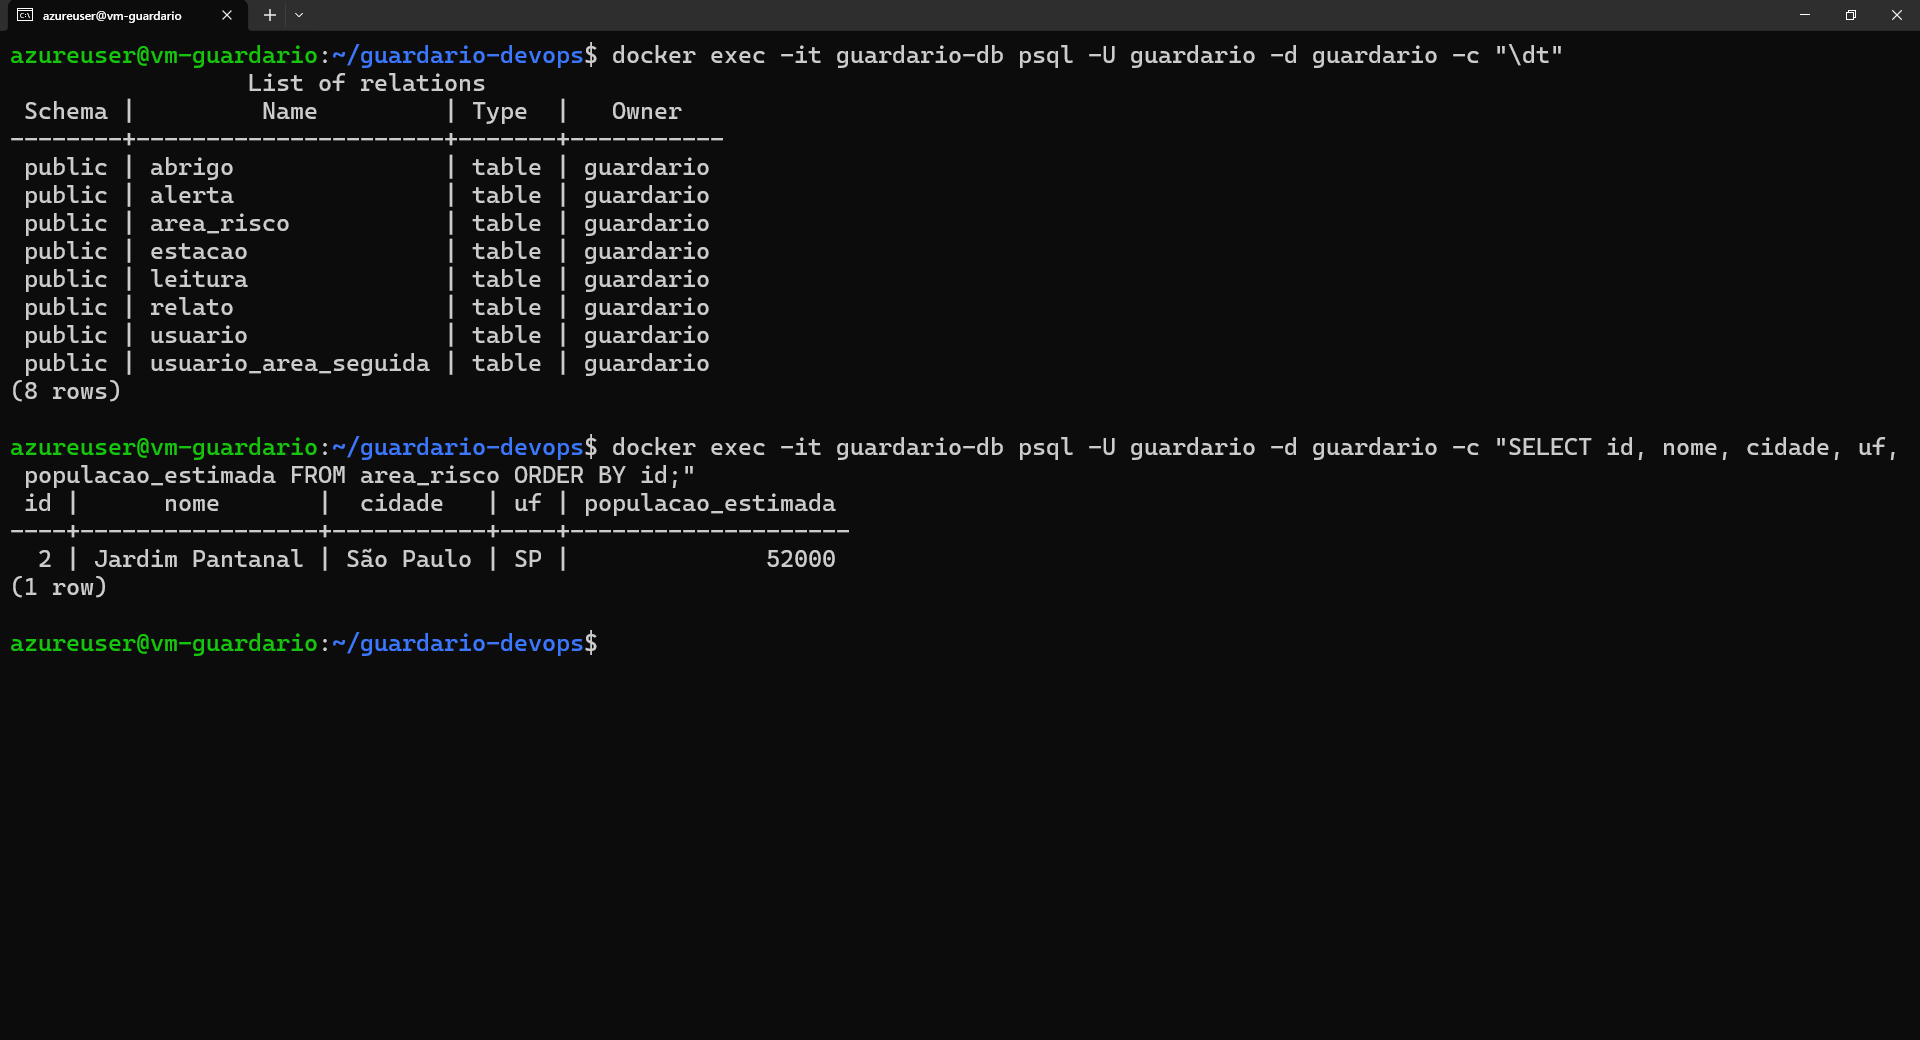 azureuser@vm-guardario
azureuser@vm-guardario:~/guardario-devops$ docker exec -it guardario-db psql -U guardario -d guardario -c "\dt"
                 List of relations
 Schema |         Name         | Type  |   Owner
--------+----------------------+-------+-----------
 public | abrigo               | table | guardario
 public | alerta               | table | guardario
 public | area_risco           | table | guardario
 public | estacao              | table | guardario
 public | leitura              | table | guardario
 public | relato               | table | guardario
 public | usuario              | table | guardario
 public | usuario_area_seguida | table | guardario
(8 rows)
azureuser@vm-guardario:~/guardario-devops$ docker exec -it guardario-db psql -U guardario -d guardario -c "SELECT id, nome, cidade, uf,
 populacao_estimada FROM area_risco ORDER BY id;"
 id |      nome       |  cidade   | uf | populacao_estimada
----+-----------------+-----------+----+--------------------
  2 | Jardim Pantanal | São Paulo | SP |              52000
(1 row)
azureuser@vm-guardario:~/guardario-devops$